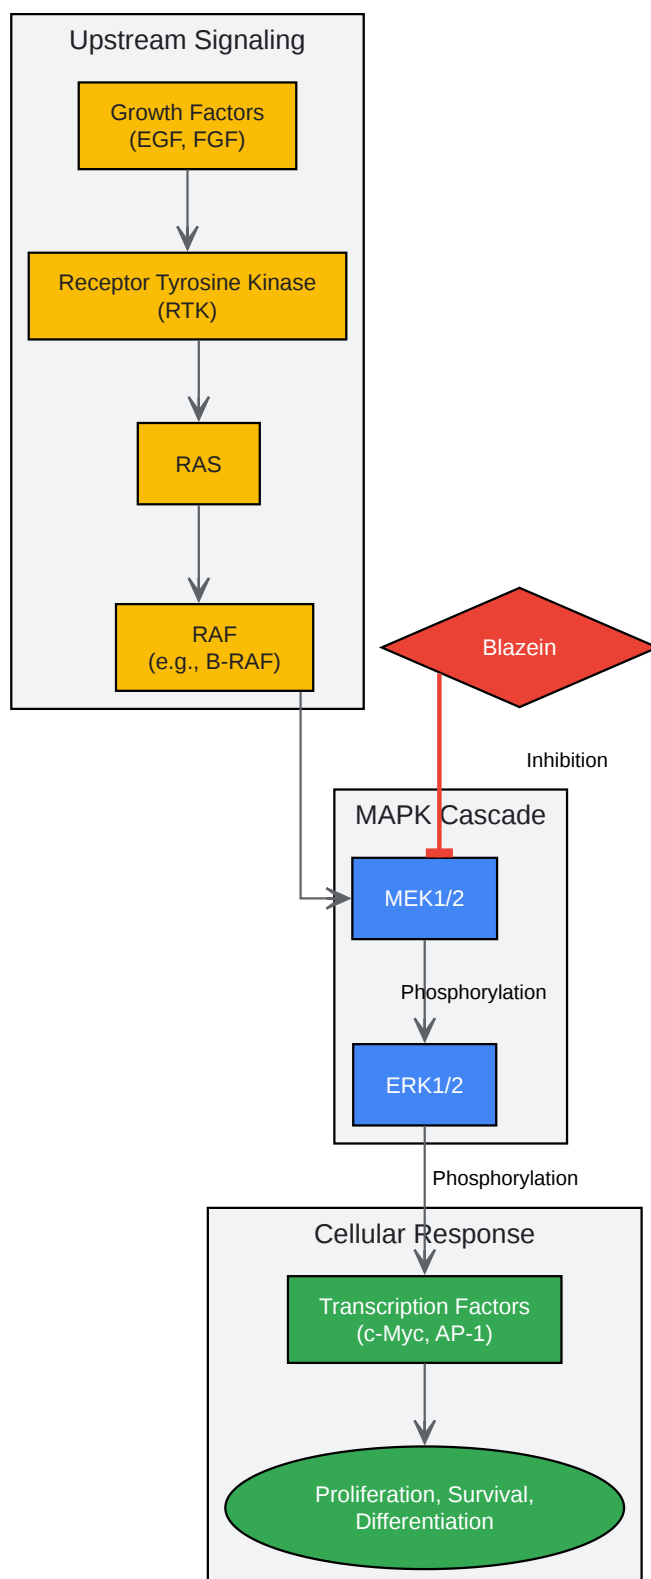 Upstream Signaling
Growth Factors
(EGF, FGF)
Receptor Tyrosine Kinase
(RTK)
RAS
RAF
(e.g., B-RAF)
Blazein
Inhibition
MAPK Cascade
MEK1/2
Phosphorylation
ERK1/2
Phosphorylation
Cellular Response
Transcription Factors
(c-Myc, AP-1)
Proliferation, Survival,
Differentiation